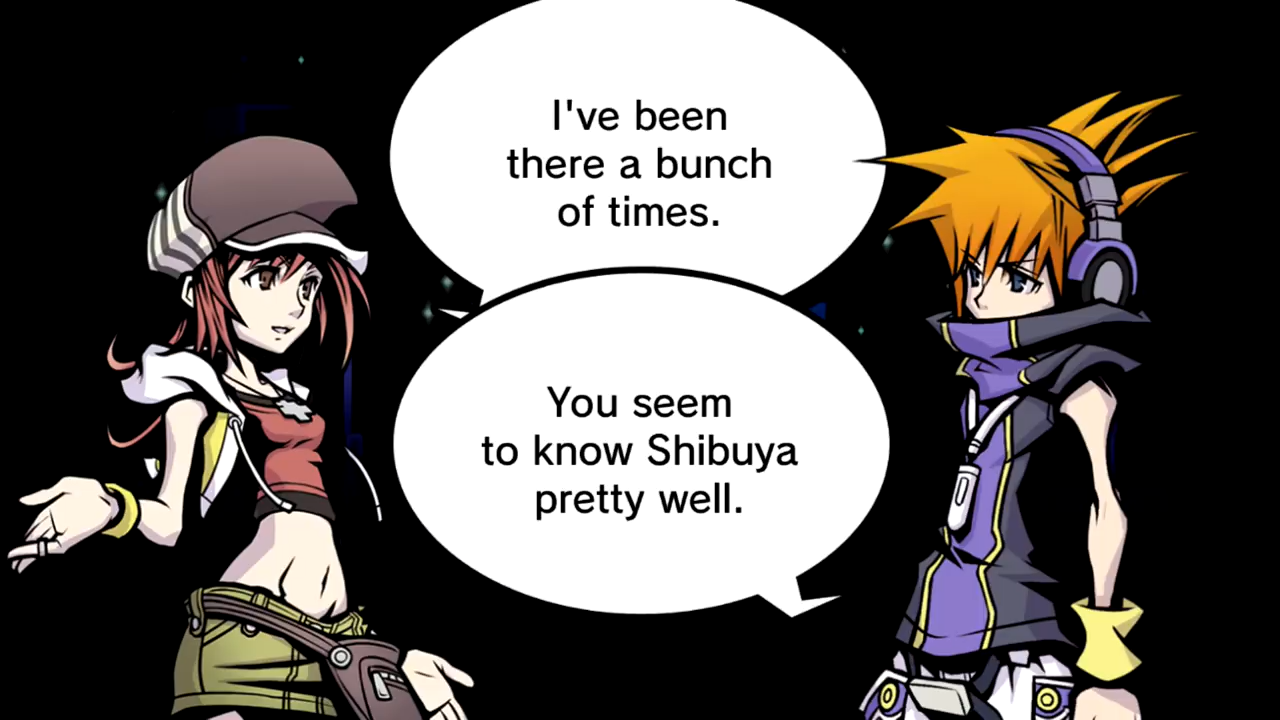 I've been
there a bunch
of times.
You seem
to know Shibuya
pretty well.